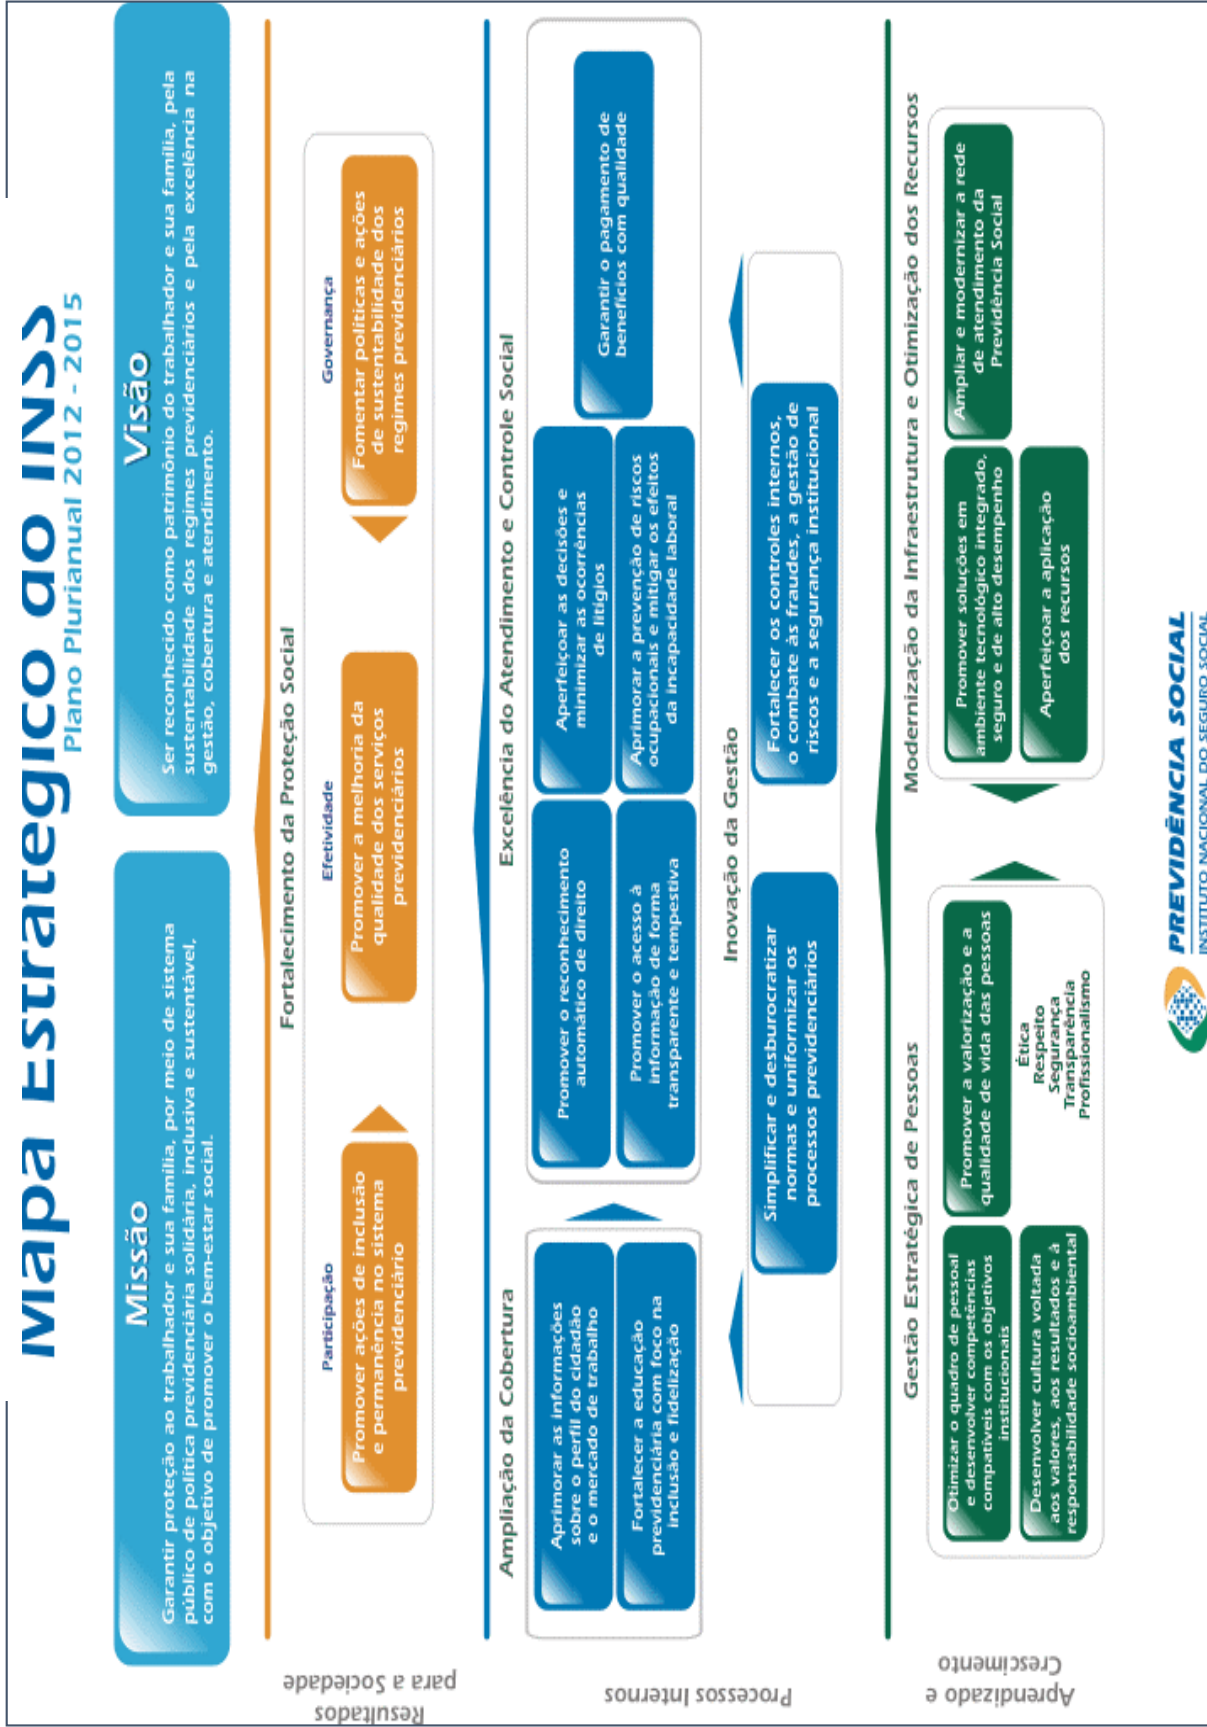 Mapa Estratégico do INSS
Plano Plurianual 2012 - 2015
Missão
Garantir proteção ao trabalhador e sua família, por meio de sistema
público de política previdenciária solidária, inclusiva e sustentável,
com o objetivo de promover o bem-estar social.
Visão
Ser reconhecido como patrimônio do trabalhador e sua família, pela
sustentabilidade dos regimes previdenciários e pela excelência na
gestão, cobertura e atendimento.
Resultados
para a Sociedade
Fortalecimento da Proteção Social
Participação
Promover ações de inclusão
e permanência no sistema
previdenciário
Efetividade
Promover a melhoria da
qualidade dos serviços
previdenciários
Governança
Fomentar políticas e ações
de sustentabilidade dos
regimes previdenciários
Processos Internos
Ampliação da Cobertura
Aprimorar as informações
sobre o perfil do cidadão
e o mercado de trabalho
Fortalecer a educação
previdenciária com foco na
inclusão e fidelização
Excelência do Atendimento e Controle Social
Promover o reconhecimento
automático de direito
Promover o acesso à
informação de forma
transparente e tempestiva
Aperfeiçoar as decisões e
minimizar as ocorrências
de litígios
Aprimorar a prevenção de riscos
ocupacionais e mitigar os efeitos
da incapacidade laboral
Garantir o pagamento de
benefícios com qualidade
Inovação da Gestão
Simplificar e desburocratizar
normas e uniformizar os
processos previdenciários
Fortalecer os controles internos,
o combate às fraudes, a gestão de
riscos e a segurança institucional
Aprendizado e
Crescimento
Gestão Estratégica de Pessoas
Otimizar o quadro de pessoal
e desenvolver competências
compatíveis com os objetivos
institucionais
Promover a valorização e a
qualidade de vida das pessoas
Desenvolver cultura voltada
aos valores, aos resultados e à
responsabilidade socioambiental
Ética
Respeito
Segurança
Transparência
Profissionalismo
Modernização da Infraestrutura e Otimização dos Recursos
Promover soluções em
ambiente tecnológico integrado,
seguro e de alto desempenho
Ampliar e modernizar a rede
de atendimento da
Previdência Social
Aperfeiçoar a aplicação
dos recursos
PREVIDÊNCIA SOCIAL
INSTITUTO NACIONAL DO SEGURO SOCIAL